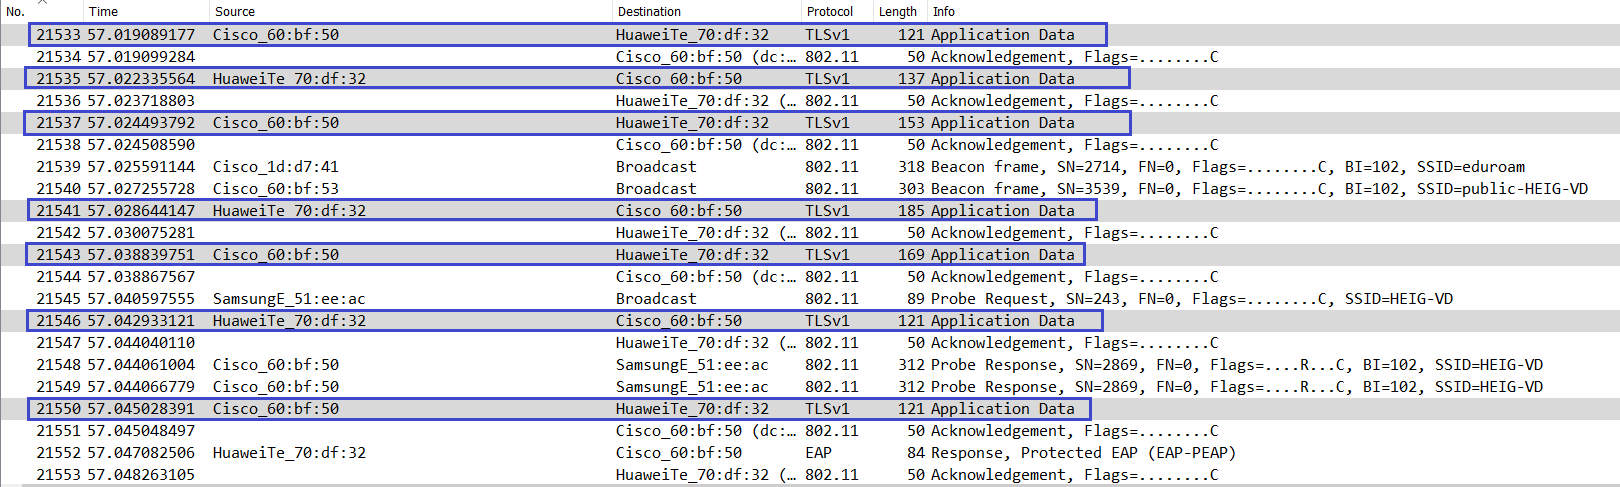 No. Time Source Destination Protocol Length Info
21533 57.019089177 Cisco_60:bf:50 HuaweiTe_70:df:32 TLSv1 121 Application Data
21534 57.019099284 Cisco_60:bf:50 (dc:… 802.11 50 Acknowledgement, Flags=........C
21535 57.022335564 HuaweiTe_70:df:32 Cisco_60:bf:50 TLSv1 137 Application Data
21536 57.023718803 HuaweiTe_70:df:32 (… 802.11 50 Acknowledgement, Flags=........C
21537 57.024493792 Cisco_60:bf:50 HuaweiTe_70:df:32 TLSv1 153 Application Data
21538 57.024508590 Cisco_60:bf:50 (dc:… 802.11 50 Acknowledgement, Flags=........C
21539 57.025591144 Cisco_1d:d7:41 Broadcast 802.11 318 Beacon frame, SN=2714, FN=0, Flags=........C, BI=102, SSID=eduroam
21540 57.027255728 Cisco_60:bf:53 Broadcast 802.11 303 Beacon frame, SN=3539, FN=0, Flags=........C, BI=102, SSID=public-HEIG-VD
21541 57.028644147 HuaweiTe_70:df:32 Cisco_60:bf:50 TLSv1 185 Application Data
21542 57.030075281 HuaweiTe_70:df:32 (… 802.11 50 Acknowledgement, Flags=........C
21543 57.038839751 Cisco_60:bf:50 HuaweiTe_70:df:32 TLSv1 169 Application Data
21544 57.038867567 Cisco_60:bf:50 (dc:… 802.11 50 Acknowledgement, Flags=........C
21545 57.040597555 SamsungE_51:ee:ac Broadcast 802.11 89 Probe Request, SN=243, FN=0, Flags=........C, SSID=HEIG-VD
21546 57.042933121 HuaweiTe_70:df:32 Cisco_60:bf:50 TLSv1 121 Application Data
21547 57.044040110 HuaweiTe_70:df:32 (… 802.11 50 Acknowledgement, Flags=........C
21548 57.044061004 Cisco_60:bf:50 SamsungE_51:ee:ac 802.11 312 Probe Response, SN=2869, FN=0, Flags=....R...C, BI=102, SSID=HEIG-VD
21549 57.044066779 Cisco_60:bf:50 SamsungE_51:ee:ac 802.11 312 Probe Response, SN=2869, FN=0, Flags=....R...C, BI=102, SSID=HEIG-VD
21550 57.045028391 Cisco_60:bf:50 HuaweiTe_70:df:32 TLSv1 121 Application Data
21551 57.045048497 Cisco_60:bf:50 (dc:… 802.11 50 Acknowledgement, Flags=........C
21552 57.047082506 HuaweiTe_70:df:32 Cisco_60:bf:50 EAP 84 Response, Protected EAP (EAP-PEAP)
21553 57.048263105 HuaweiTe_70:df:32 (… 802.11 50 Acknowledgement, Flags=........C